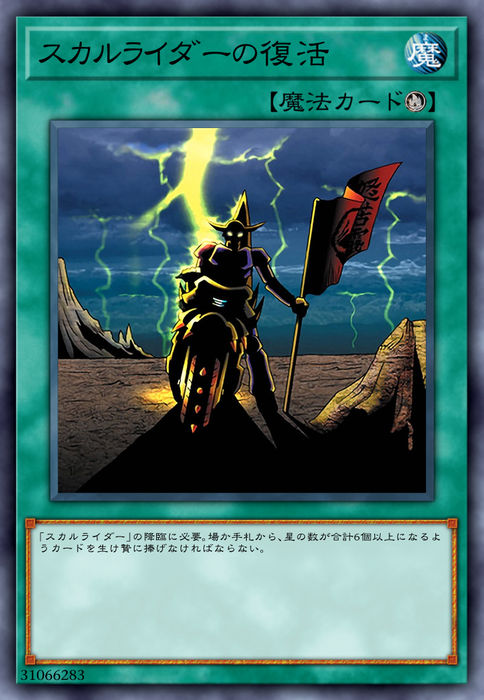 スカルライダーの復活
魔
【魔法カード】
「スカルライダー」の降臨に必要。場か手札から、星の数が合計6個以上になるよ
うカードを生け贄に捧げなければならない。
31066283